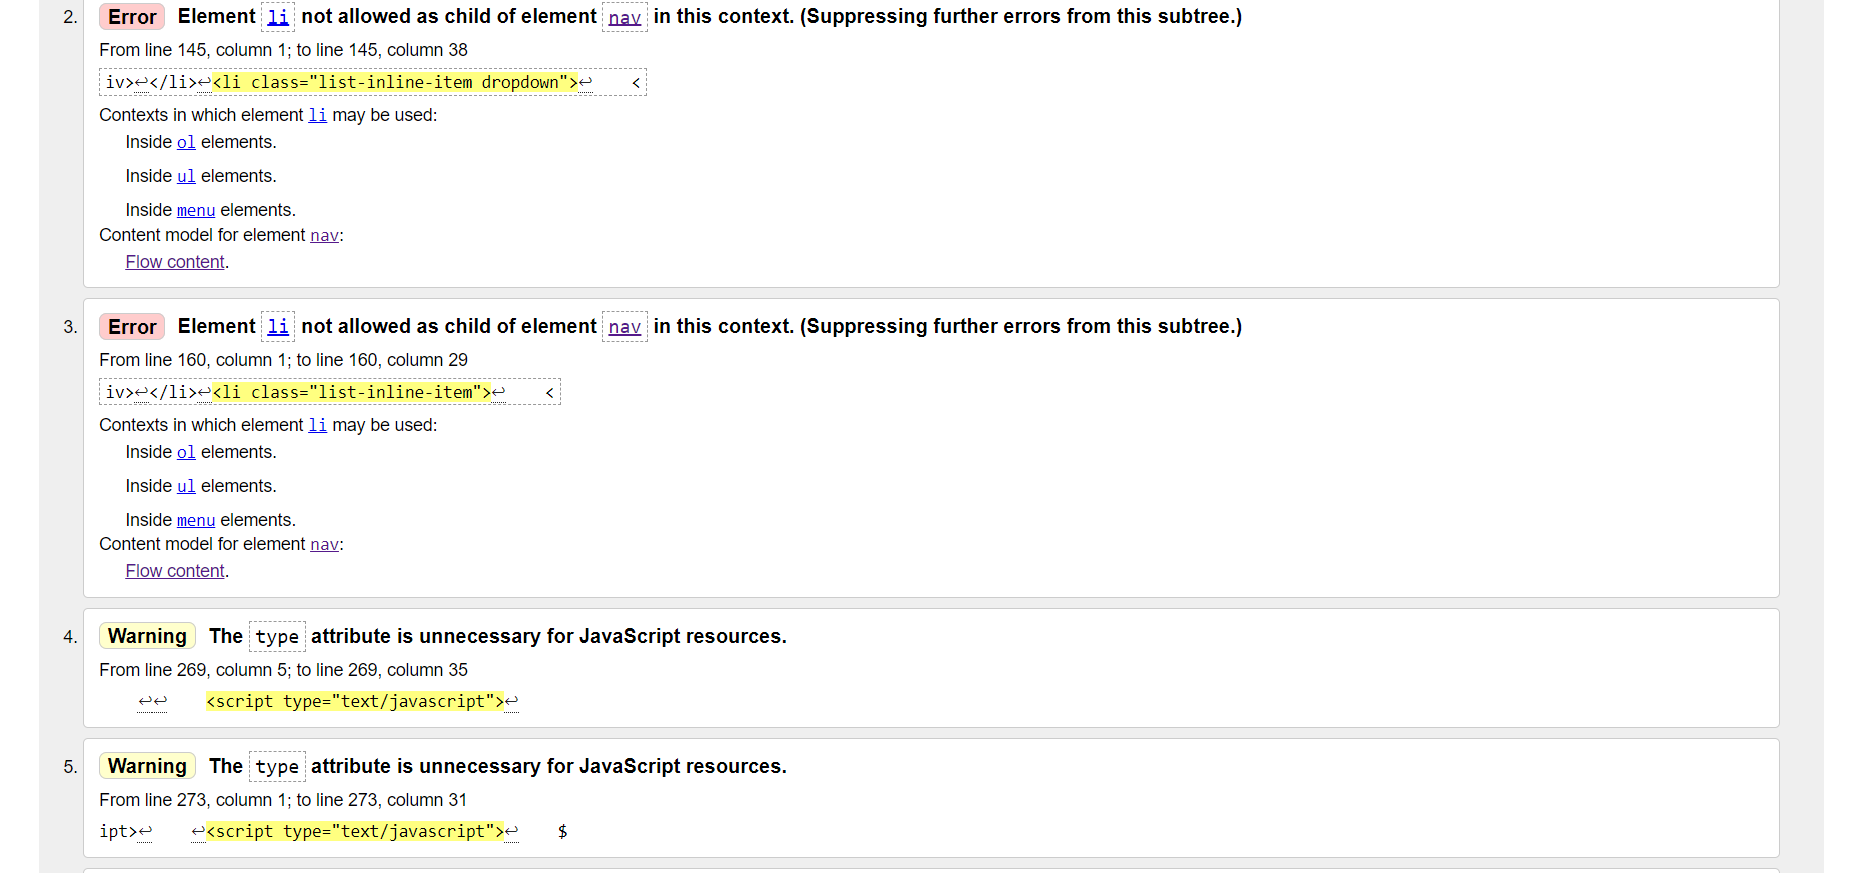 2. Error Element li not allowed as child of element nav in this context. (Suppressing further errors from this subtree.)
From line 145, column 1; to line 145, column 38
iv>↩</li>↩<li class="list-inline-item dropdown">↩    <
Contexts in which element li may be used:
Inside ol elements.
Inside ul elements.
Inside menu elements.
Content model for element nav:
Flow content.
3. Error Element li not allowed as child of element nav in this context. (Suppressing further errors from this subtree.)
From line 160, column 1; to line 160, column 29
iv>↩</li>↩<li class="list-inline-item">↩    <
Contexts in which element li may be used:
Inside ol elements.
Inside ul elements.
Inside menu elements.
Content model for element nav:
Flow content.
4. Warning The type attribute is unnecessary for JavaScript resources.
From line 269, column 5; to line 269, column 35
↩↩    <script type="text/javascript">↩
5. Warning The type attribute is unnecessary for JavaScript resources.
From line 273, column 1; to line 273, column 31
ipt>↩    ↩<script type="text/javascript">↩    $